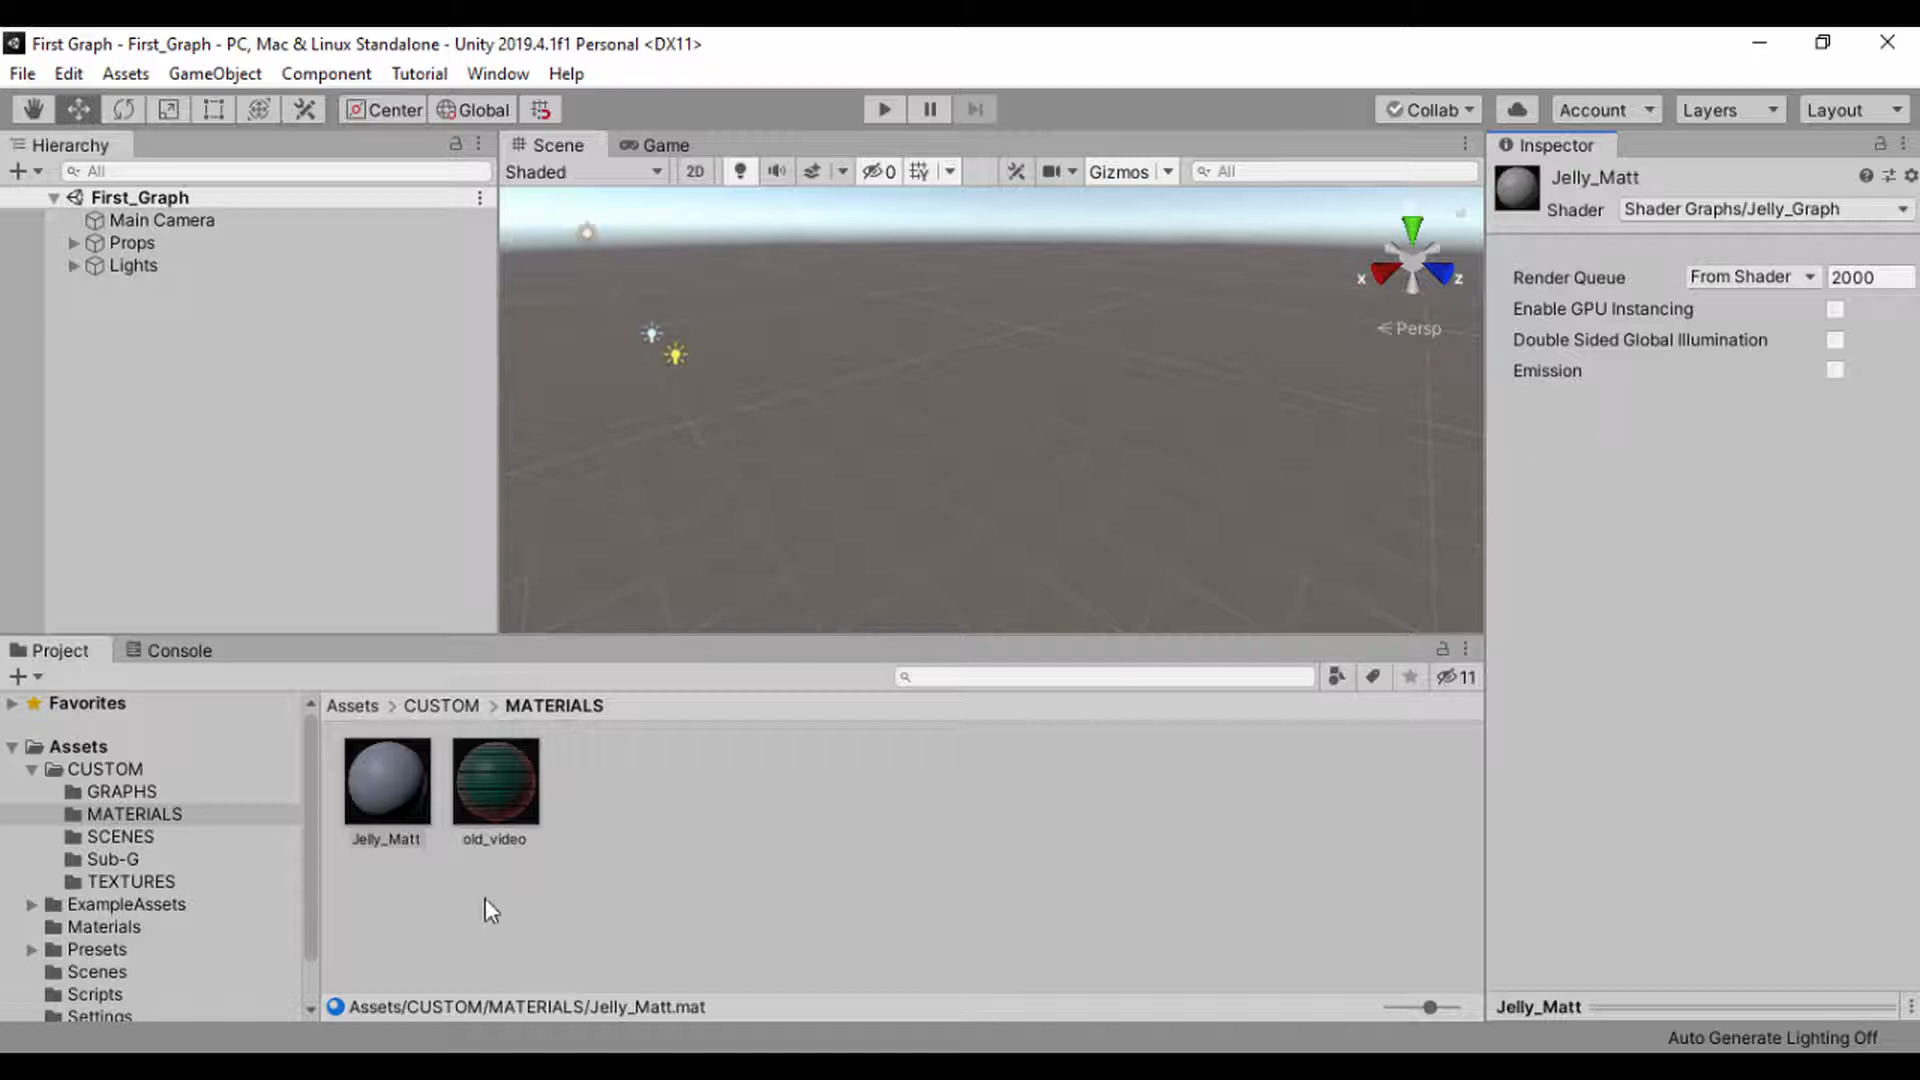 First Graph - First_Graph - PC, Mac & Linux Standalone - Unity 2019.4.1f1 Personal <DX11>
File Edit Assets GameObject Component Tutorial Window Help
Center Global Collab Account Layers Layout
Hierarchy
All
First_Graph
Main Camera
Props
Lights
Scene Game
Shaded 2D 0 Gizmos All
x z
Persp
Inspector
Jelly_Matt
Shader Shader Graphs/Jelly_Graph
Render Queue From Shader 2000
Enable GPU Instancing
Double Sided Global Illumination
Emission
Project Console
11
Favorites
Assets
CUSTOM
GRAPHS
MATERIALS
SCENES
Sub-G
TEXTURES
ExampleAssets
Materials
Presets
Scenes
Scripts
Settings
Assets > CUSTOM > MATERIALS
Jelly_Matt old_video
Assets/CUSTOM/MATERIALS/Jelly_Matt.mat
Jelly_Matt
Auto Generate Lighting Off